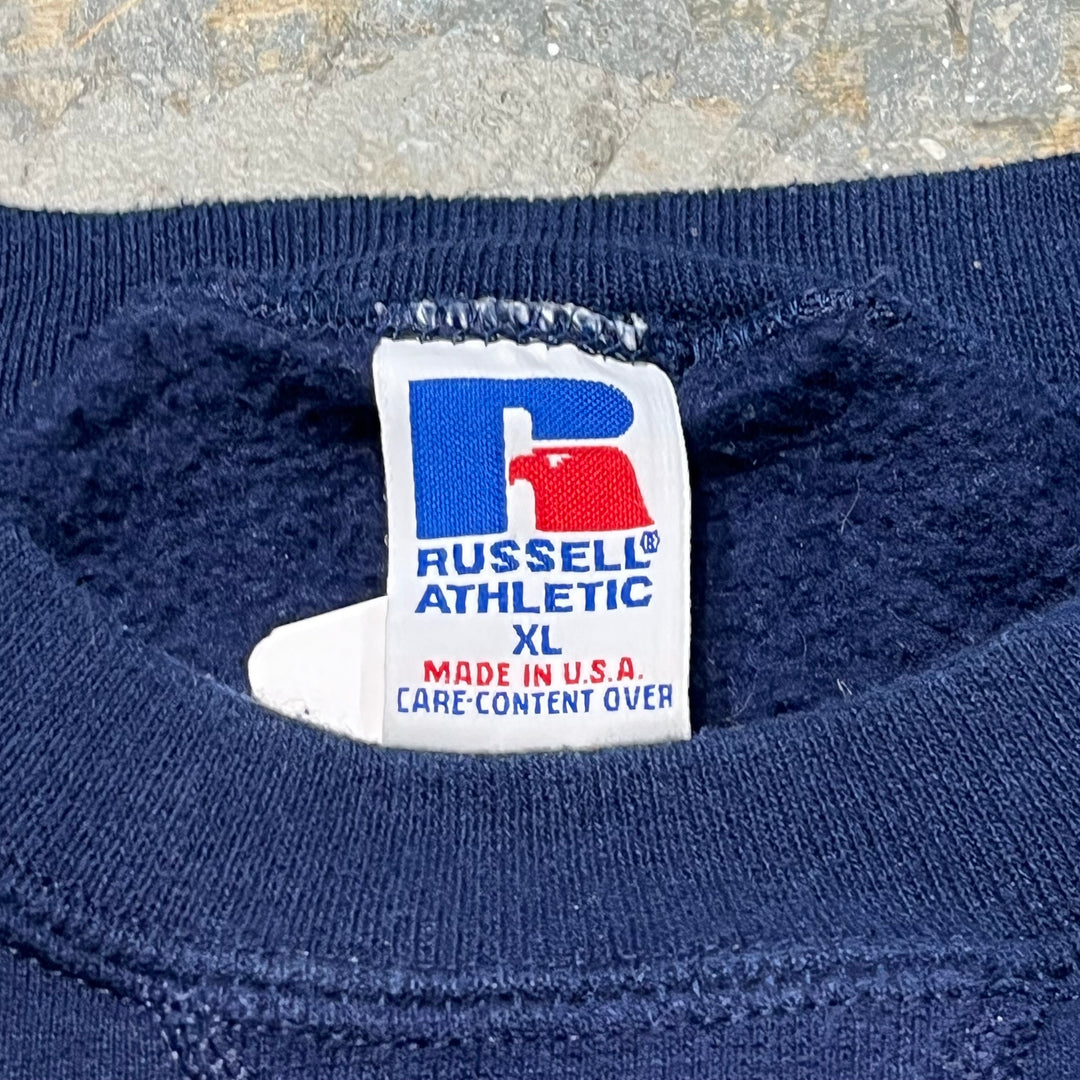 R
RUSSELL®
ATHLETIC
XL
MADE IN U.S.A.
CARE-CONTENT OVER